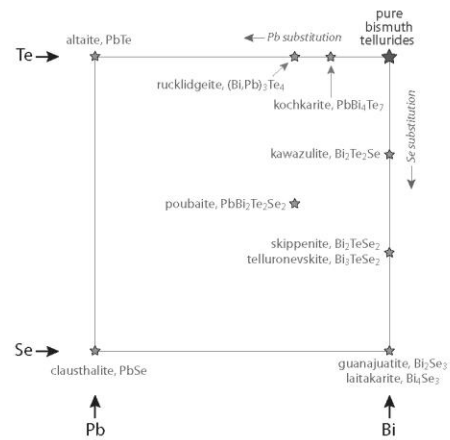 pure
bismuth
tellurides
altaite, PbTe
Pb substitution
Te
rucklidgeite, (Bi,Pb)₃Te₄
kochkarite, PbBi₄Te₇
Se substitution
kawazulite, Bi₂Te₂Se
poubaite, PbBi₂Te₂Se₂
skippenite, Bi₂TeSe₂
telluronevskite, Bi₃TeSe₂
Se
clausthalite, PbSe
guanajuatite, Bi₂Se₃
laitakarite, Bi₄Se₃
Pb
Bi